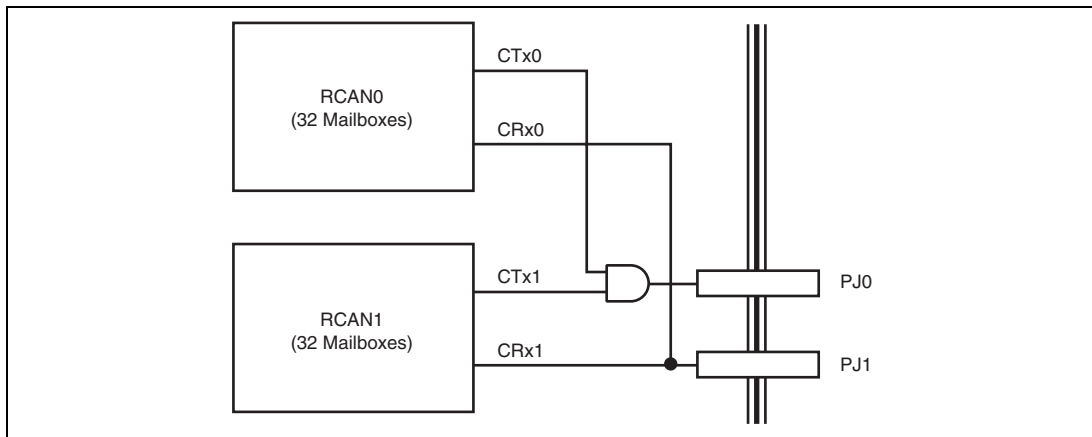 CTx0
RCAN0
(32 Mailboxes)
CRx0
CTx1
PJ0
RCAN1
(32 Mailboxes)
CRx1
PJ1